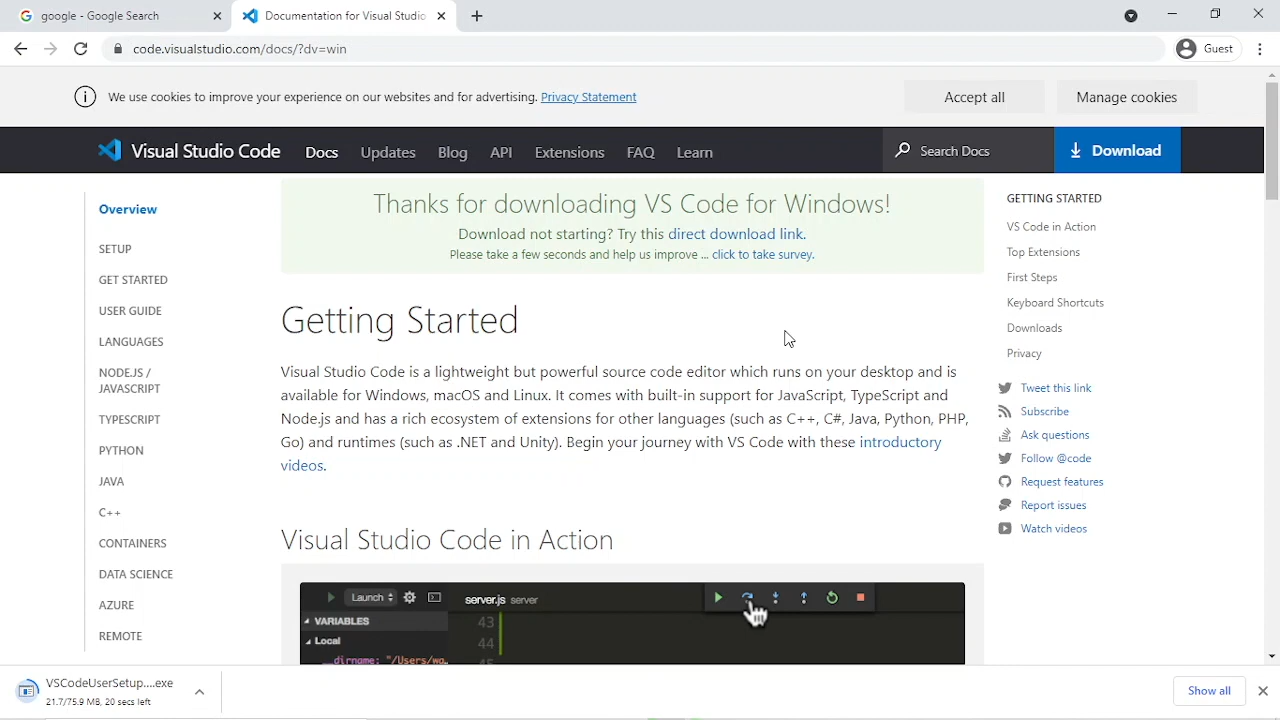 google - Google Search
Documentation for Visual Studio
code.visualstudio.com/docs/?dv=win
Guest
We use cookies to improve your experience on our websites and for advertising. Privacy Statement
Accept all
Manage cookies
Visual Studio Code
Docs
Updates
Blog
API
Extensions
FAQ
Learn
Search Docs
Download
Overview
SETUP
GET STARTED
USER GUIDE
LANGUAGES
NODE.JS /
JAVASCRIPT
TYPESCRIPT
PYTHON
JAVA
C++
CONTAINERS
DATA SCIENCE
AZURE
REMOTE
Thanks for downloading VS Code for Windows!
Download not starting? Try this direct download link.
Please take a few seconds and help us improve ... click to take survey.
Getting Started
Visual Studio Code is a lightweight but powerful source code editor which runs on your desktop and is
available for Windows, macOS and Linux. It comes with built-in support for JavaScript, TypeScript and
Node.js and has a rich ecosystem of extensions for other languages (such as C++, C#, Java, Python, PHP,
Go) and runtimes (such as .NET and Unity). Begin your journey with VS Code with these introductory
videos.
Visual Studio Code in Action
Launch
server.js server
VARIABLES
Local
__dirname: "/Users/wa…
43
44
GETTING STARTED
VS Code in Action
Top Extensions
First Steps
Keyboard Shortcuts
Downloads
Privacy
Tweet this link
Subscribe
Ask questions
Follow @code
Request features
Report issues
Watch videos
VSCodeUserSetup....exe
21.7/75.9 MB, 20 secs left
Show all